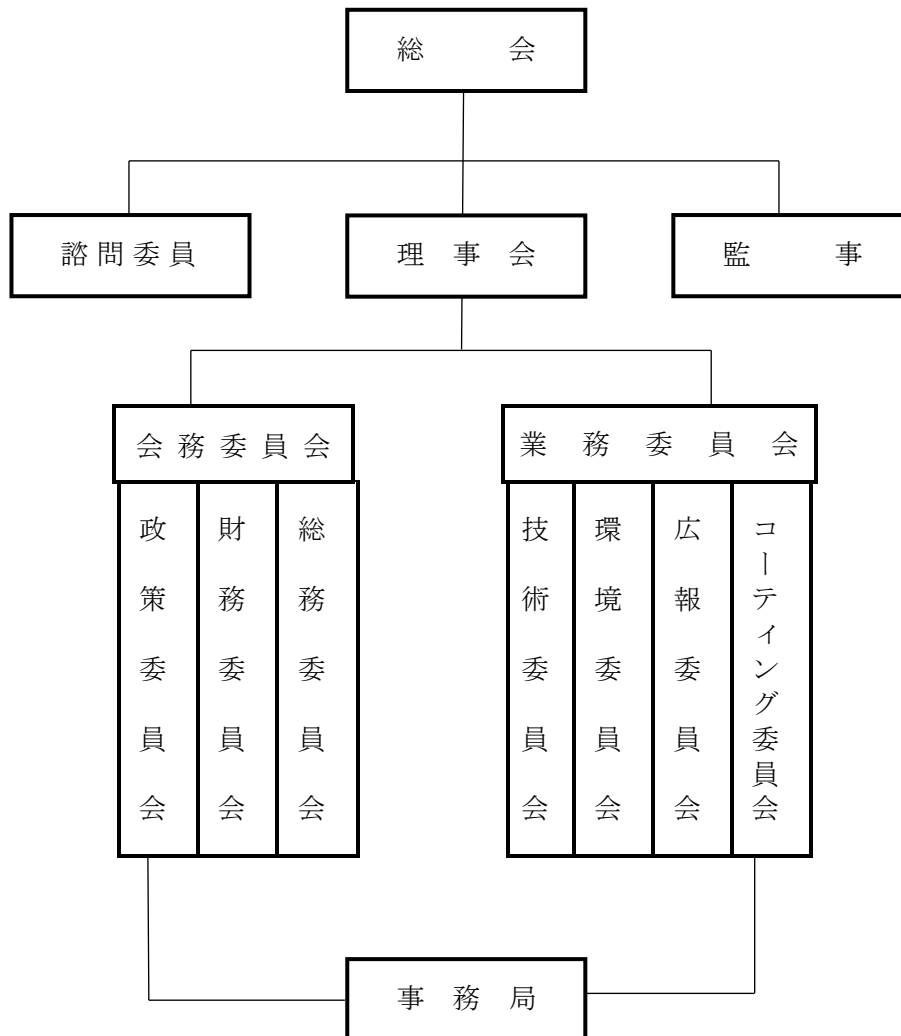 総会
諮問委員
理事会
監事
会務委員会
業務委員会
政策委員会
財務委員会
総務委員会
技術委員会
環境委員会
広報委員会
コーティング委員会
事務局